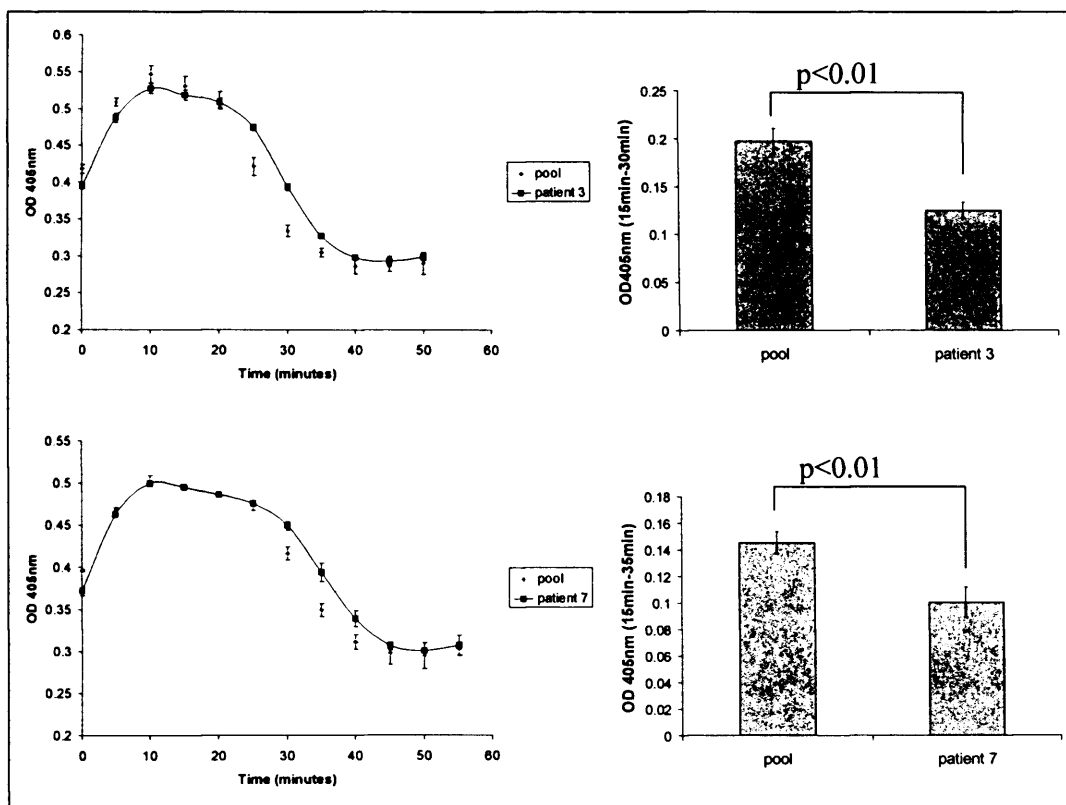 0.6
0.55
0.5
0.45
0.4
0.35
0.3
0.25
0.2
OD 405nm
0
10
20
30
40
50
60
Time (minutes)
pool
patient 3
p<0.01
0.25
0.2
0.15
0.1
0.05
0
OD405nm (15min-30min)
pool
patient 3
0.55
0.5
0.45
0.4
0.35
0.3
0.25
0.2
OD 405nm
0
10
20
30
40
50
60
Time (minutes)
pool
patient 7
p<0.01
0.18
0.16
0.14
0.12
0.1
0.08
0.06
0.04
0.02
0
OD 405nm (15min-35min)
pool
patient 7